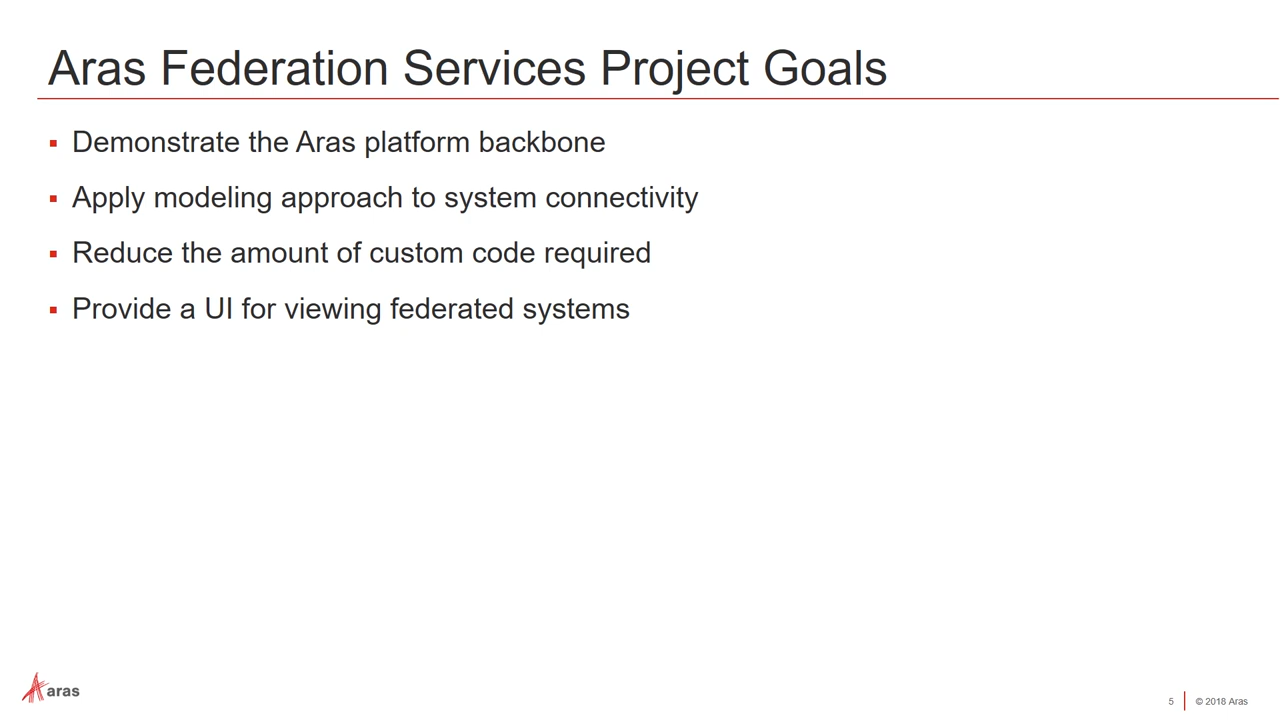 Aras Federation Services Project Goals
▪ Demonstrate the Aras platform backbone
▪ Apply modeling approach to system connectivity
▪ Reduce the amount of custom code required
▪ Provide a UI for viewing federated systems
aras
5
© 2018 Aras